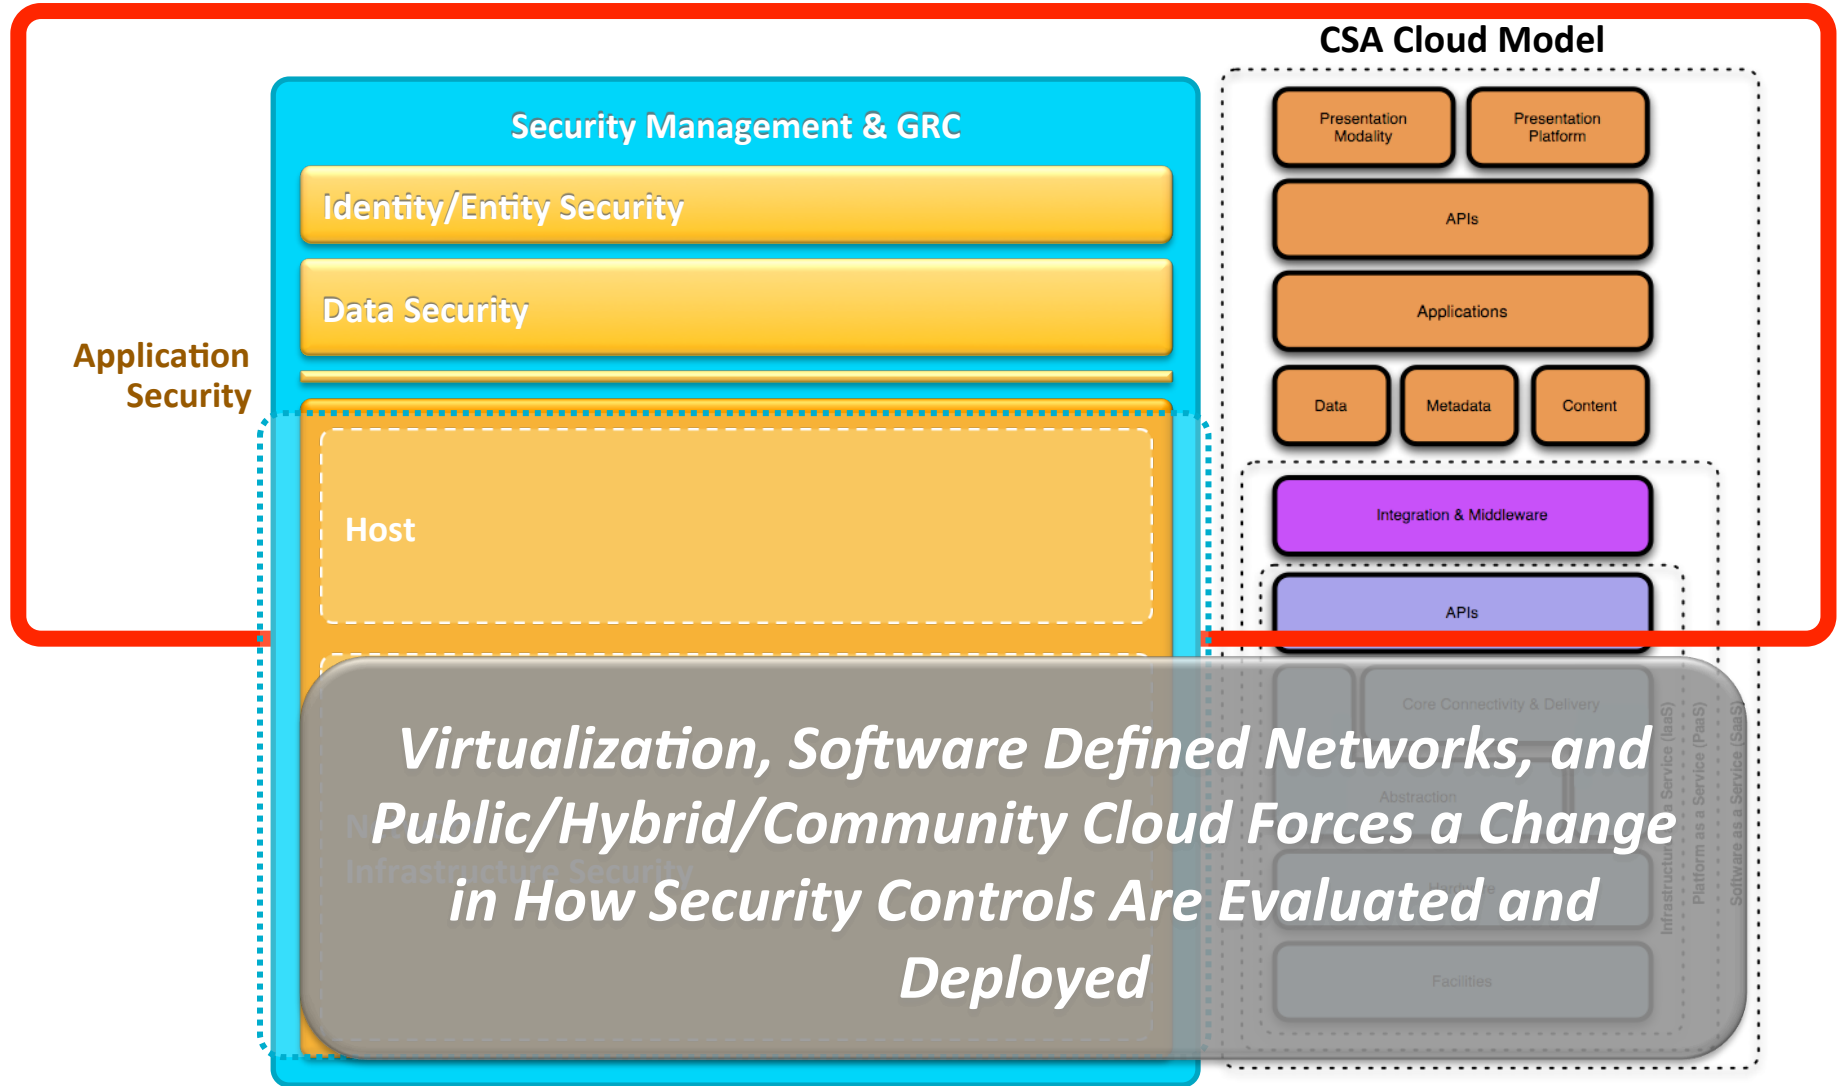 CSA Cloud Model
Security Management & GRC
Identity/Entity Security
Data Security
Application
Security
Host
Infrastructure Security
Presentation
Modality
Presentation
Platform
APIs
Applications
Data
Metadata
Content
Integration & Middleware
APIs
Core Connectivity & Delivery
Abstraction
Hardware
Facilities
Infrastructure as a Service (IaaS)
Platform as a Service (PaaS)
Software as a Service (SaaS)
Virtualization, Software Defined Networks, and
Public/Hybrid/Community Cloud Forces a Change
in How Security Controls Are Evaluated and
Deployed